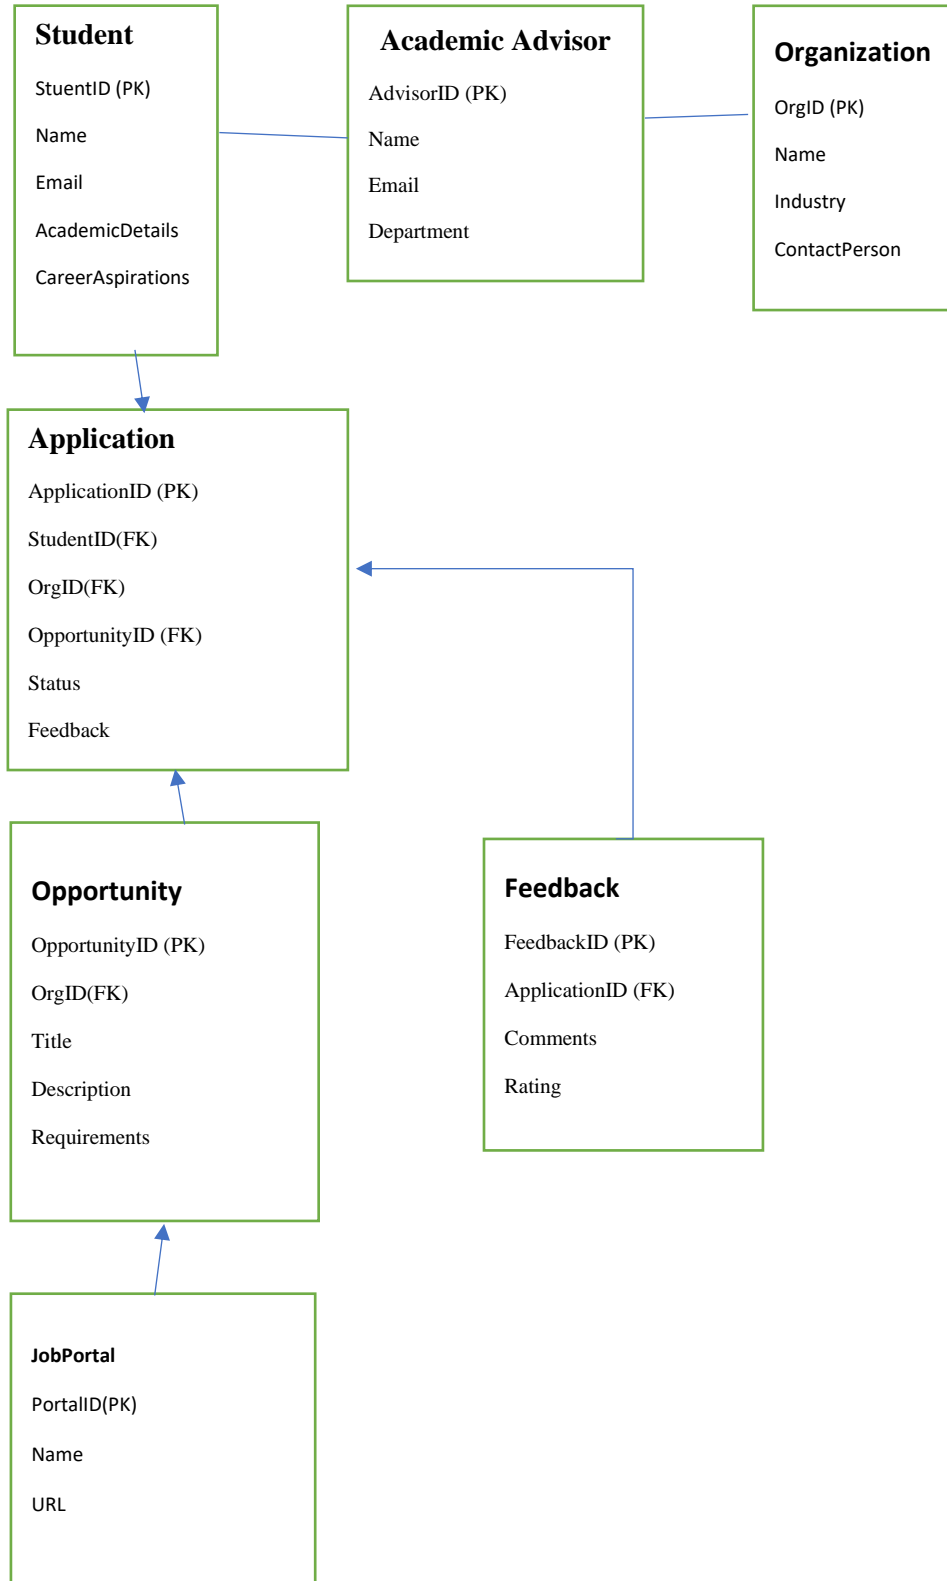 Student
StuentID (PK)
Name
Email
AcademicDetails
CareerAspirations
Academic Advisor
AdvisorID (PK)
Name
Email
Department
Organization
OrgID (PK)
Name
Industry
ContactPerson
Application
ApplicationID (PK)
StudentID(FK)
OrgID(FK)
OpportunityID (FK)
Status
Feedback
Opportunity
OpportunityID (PK)
OrgID(FK)
Title
Description
Requirements
Feedback
FeedbackID (PK)
ApplicationID (FK)
Comments
Rating
JobPortal
PortalID(PK)
Name
URL